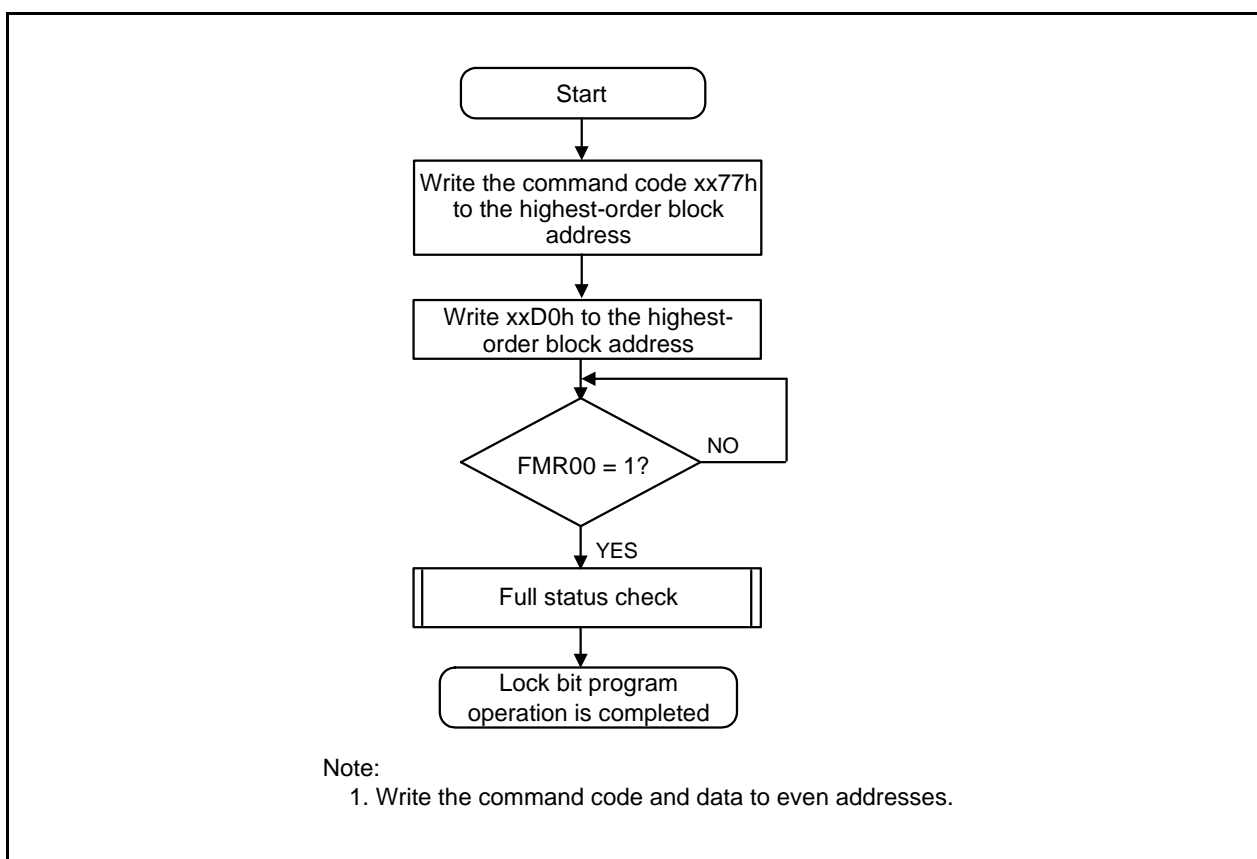 Start
Write the command code xx77h
to the highest-order block
address
Write xxD0h to the highest-
order block address
NO
FMR00 = 1?
YES
Full status check
Lock bit program
operation is completed
Note:
1. Write the command code and data to even addresses.